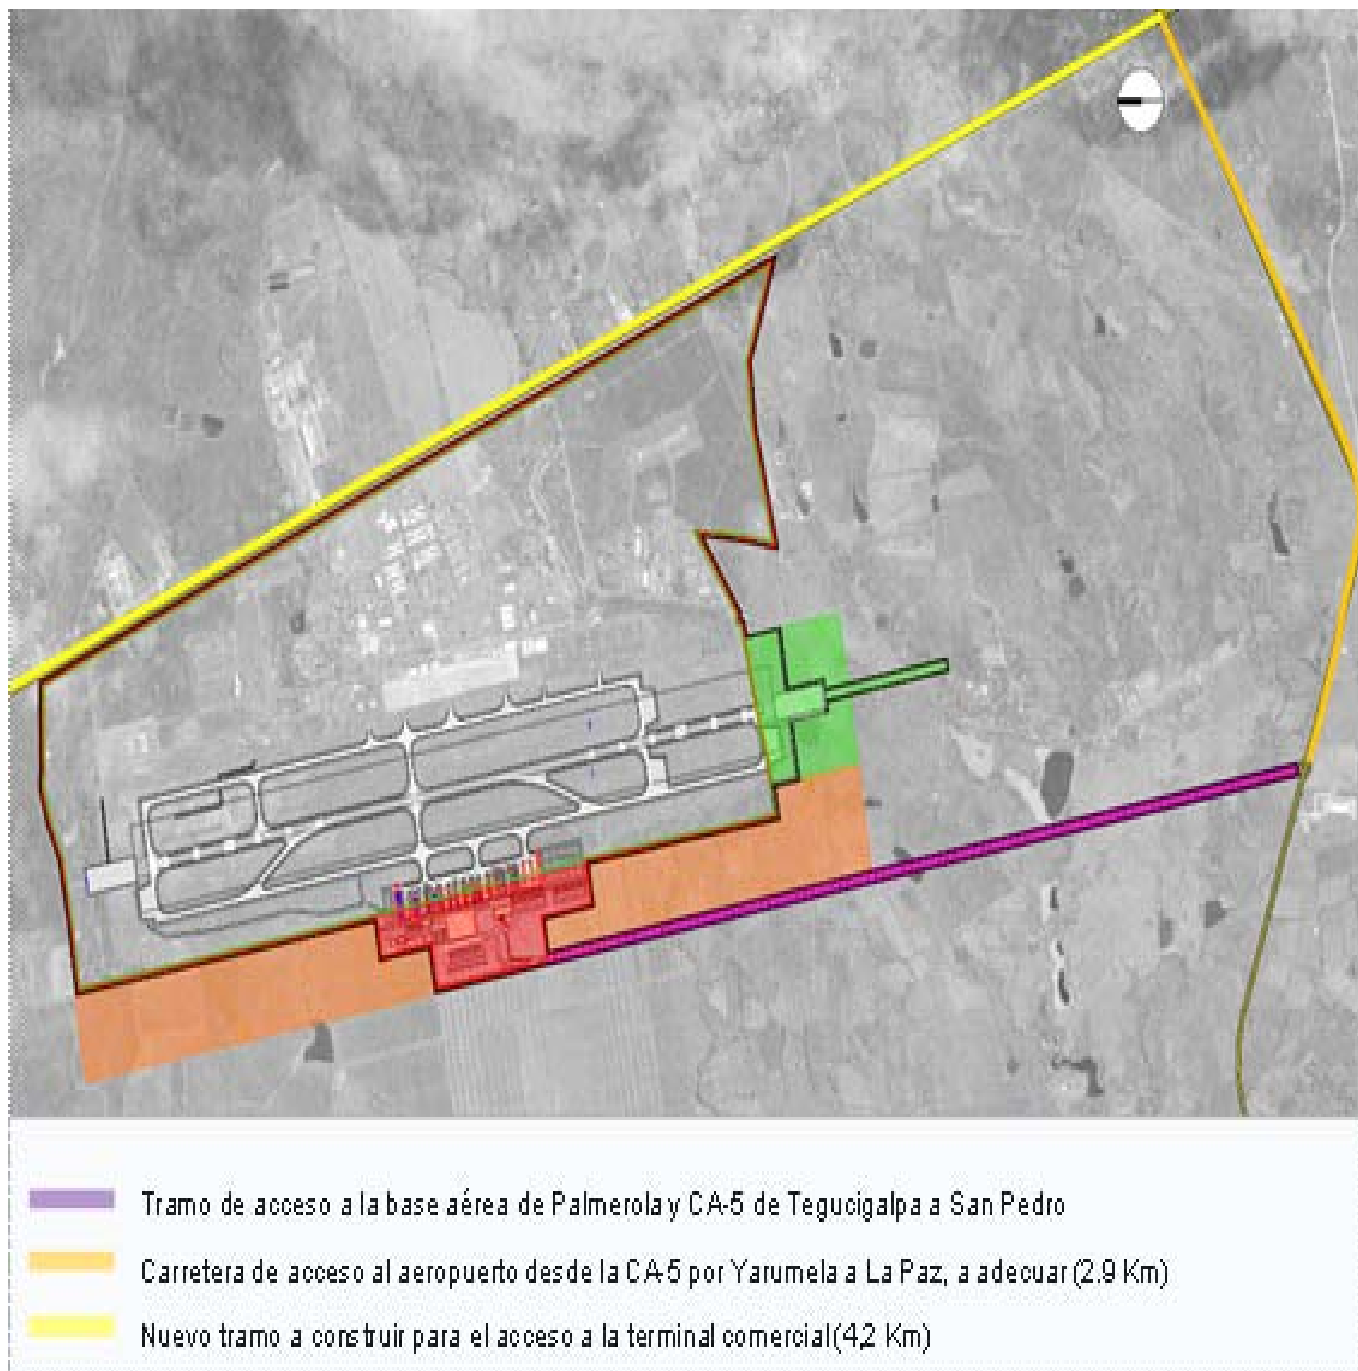 Tramo de acceso a la base aérea de Palmerola y CA-5 de Tegucigalpa a San Pedro
Carretera de acceso al aeropuerto desde la CA-5 por Yarumela a La Paz, a adecuar (2.9 Km)
Nuevo tramo a construir para el acceso a la terminal comercial (4,2 Km)